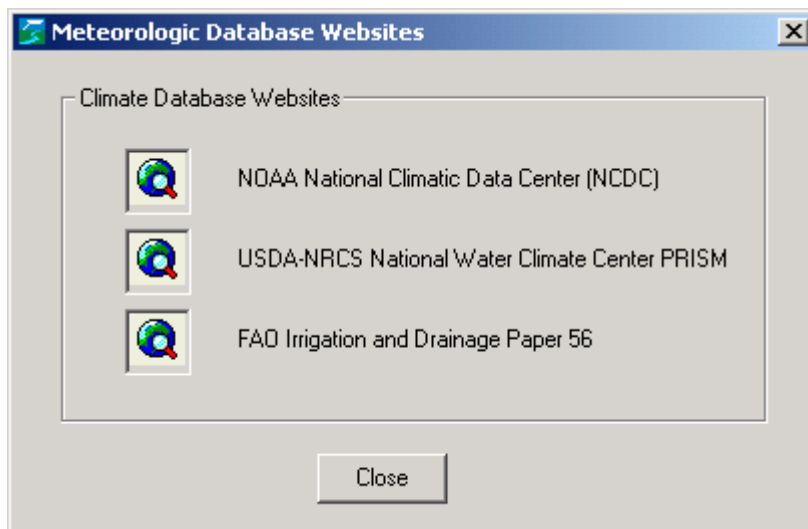 Meteorologic Database Websites
Climate Database Websites
NOAA National Climatic Data Center (NCDC)
USDA-NRCS National Water Climate Center PRISM
FAO Irrigation and Drainage Paper 56
Close